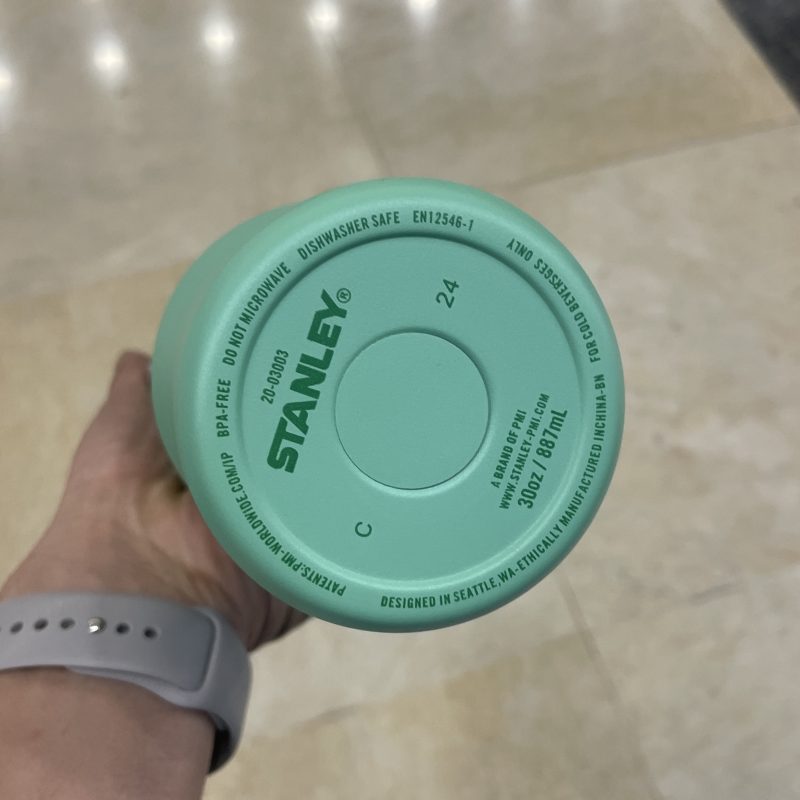 20-03003
STANLEY®
24
C
A BRAND OF PMI
WWW.STANLEY-PMI.COM
30oz / 887mL
PATENTS:PMI-WORLDWIDE.COM/IP BPA-FREE DO NOT MICROWAVE DISHWASHER SAFE EN12546-1
DESIGNED IN SEATTLE,WA-ETHICALLY MANUFACTURED INCHINA-BN FOR COLD BEVERSGES ONLY